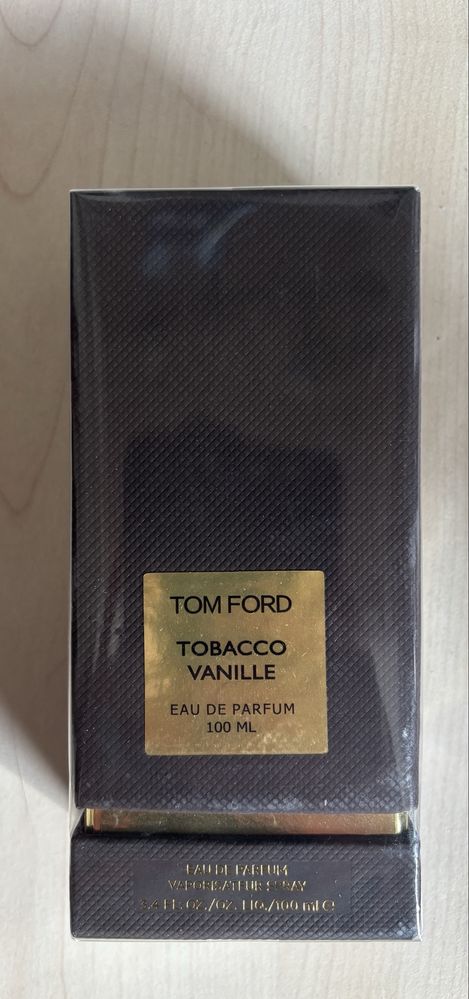 TOM FORD
TOBACCO
VANILLE
EAU DE PARFUM
100 ML
EAU DE PARFUM
VAPORISATEUR SPRAY
3.4 FL. OZ./OZ. LIQ./100 ml ℮